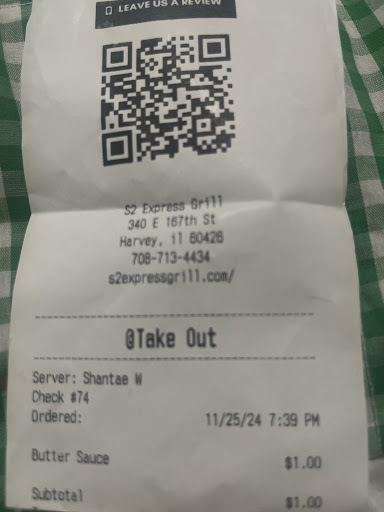 LEAVE US A REVIEW
S2 Express Grill
340 E 167th St
Harvey, il 60426
708-713-4434
s2expressgrill.com/
@Take Out
Server: Shantae W
Check #74
Ordered: 11/25/24 7:39 PM
Butter Sauce $1.00
Subtotal $1.00